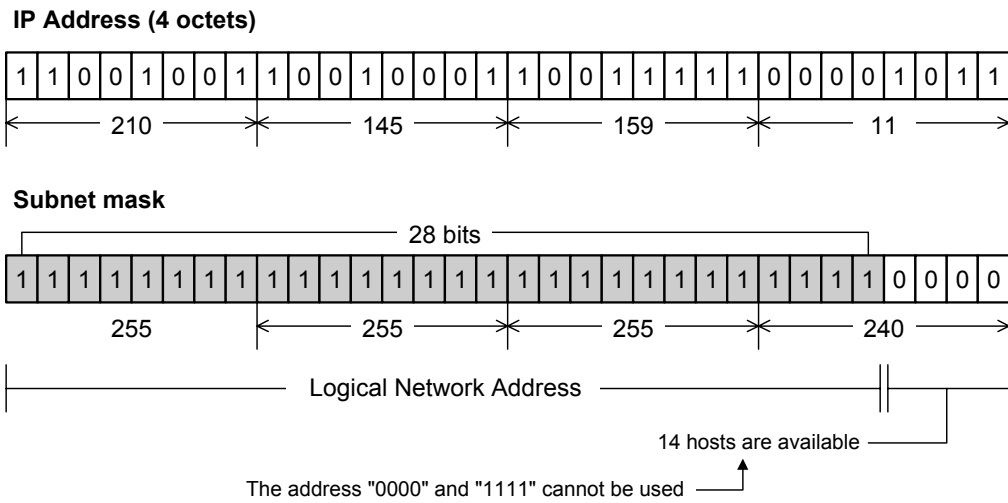 IP Address (4 octets)
1 1 0 0 1 0 0 1 1 0 0 1 0 0 0 1 1 0 0 1 1 1 1 1 0 0 0 0 1 0 1 1
210 145 159 11
Subnet mask
28 bits
1 1 1 1 1 1 1 1 1 1 1 1 1 1 1 1 1 1 1 1 1 1 1 1 1 1 1 1 0 0 0 0
255 255 255 240
Logical Network Address
14 hosts are available
The address "0000" and "1111" cannot be used